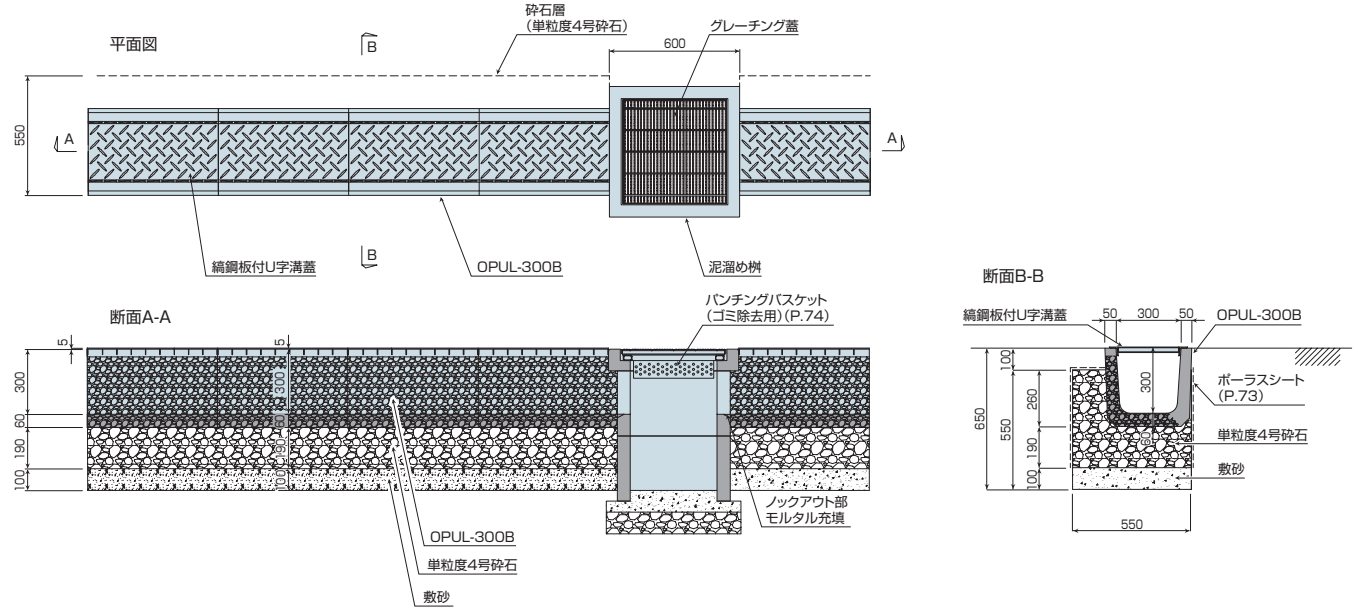 平面図
B
砕石層
(単粒度4号砕石)
グレーチング蓋
600
550
A
A
B
縞鋼板付U字溝蓋
OPUL-300B
泥溜め桝
断面A-A
パンチングバスケット
(ゴミ除去用)(P.74)
5
300
60
190
100
5
300
60
190
100
ノックアウト部
モルタル充填
OPUL-300B
単粒度4号砕石
敷砂
断面B-B
縞鋼板付U字溝蓋
50
300
50
OPUL-300B
100
650
550
300
260
60
190
100
ポーラスシート
(P.73)
単粒度4号砕石
敷砂
550